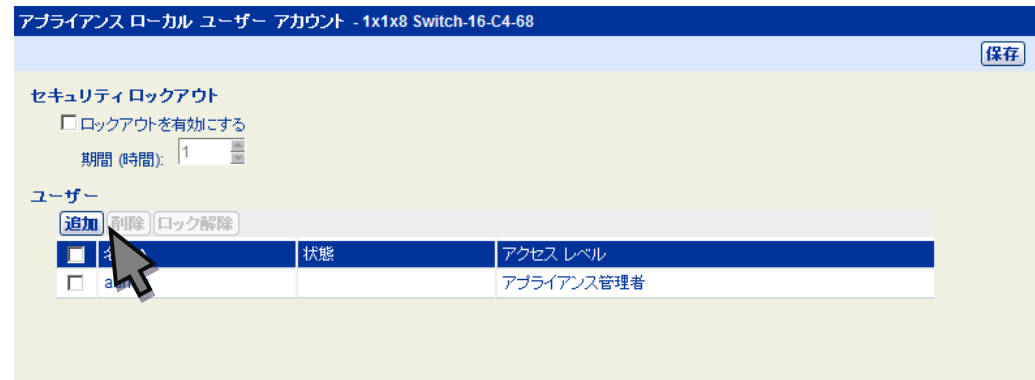 アプライアンス ローカル ユーザー アカウント - 1x1x8 Switch-16-C4-68
保存
セキュリティ ロックアウト
ロックアウトを有効にする
期間 (時間): 1
ユーザー
追加 削除 ロック解除
状態 アクセス レベル
アプライアンス管理者